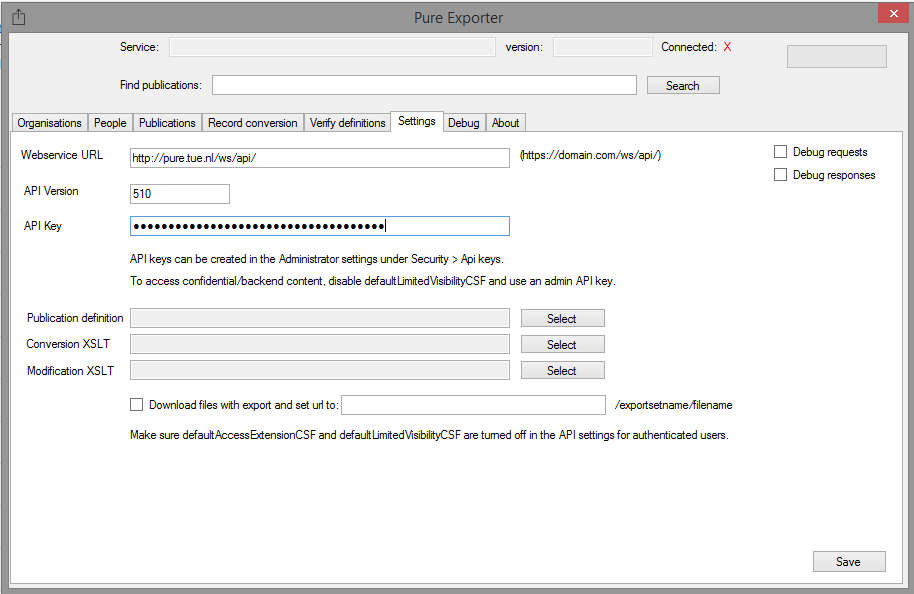 Pure Exporter
Service: version: Connected: X
Find publications: Search
Organisations People Publications Record conversion Verify definitions Settings Debug About
Webservice URL http://pure.tue.nl/ws/api/ (https://domain.com/ws/api/) Debug requests
Debug responses
API Version 510
API Key ••••••••••••••••••••••••••••••••••••
API keys can be created in the Administrator settings under Security > Api keys.
To access confidential/backend content, disable defaultLimitedVisibilityCSF and use an admin API key.
Publication definition Select
Conversion XSLT Select
Modification XSLT Select
Download files with export and set url to: /exportsetname/filename
Make sure defaultAccessExtensionCSF and defaultLimitedVisibilityCSF are turned off in the API settings for authenticated users.
Save